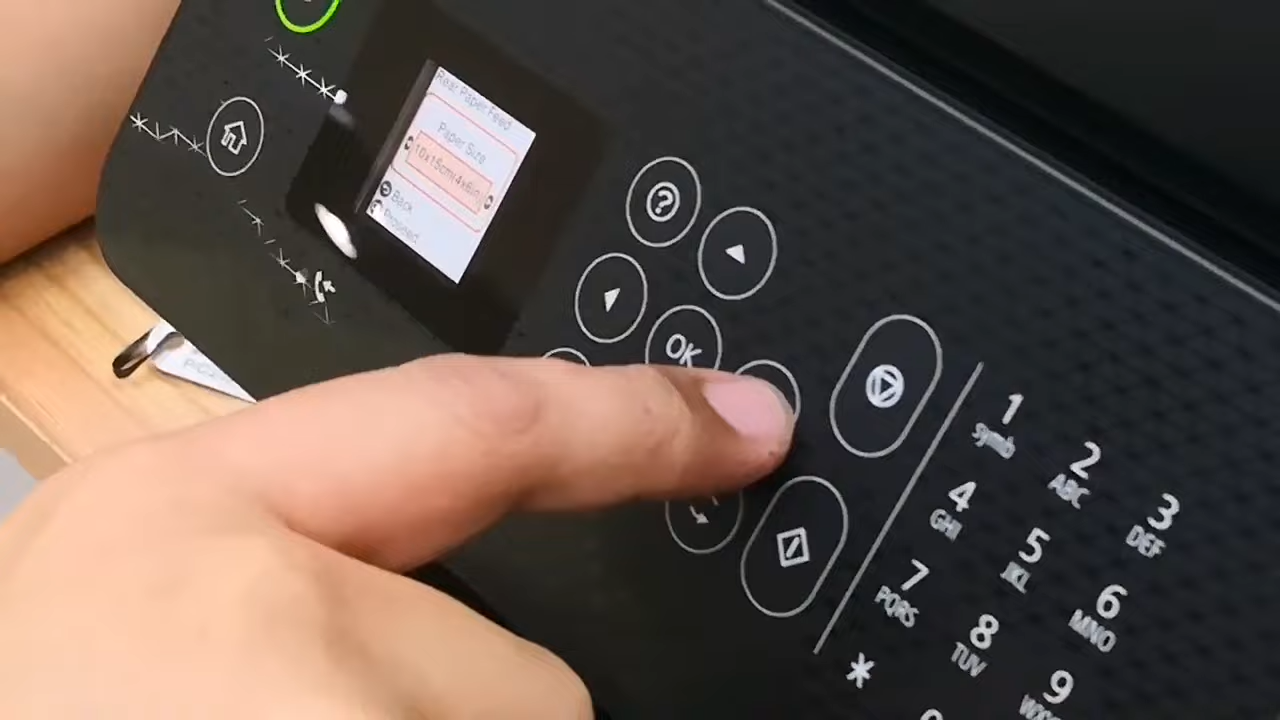 Rear Paper Feed
Paper Size
10x15cm(4x6in)
Back
Proceed
?
OK
1
Symb
2
ABC
3
DEF
4
GHI
5
JKL
6
MNO
7
PQRS
8
TUV
9
*